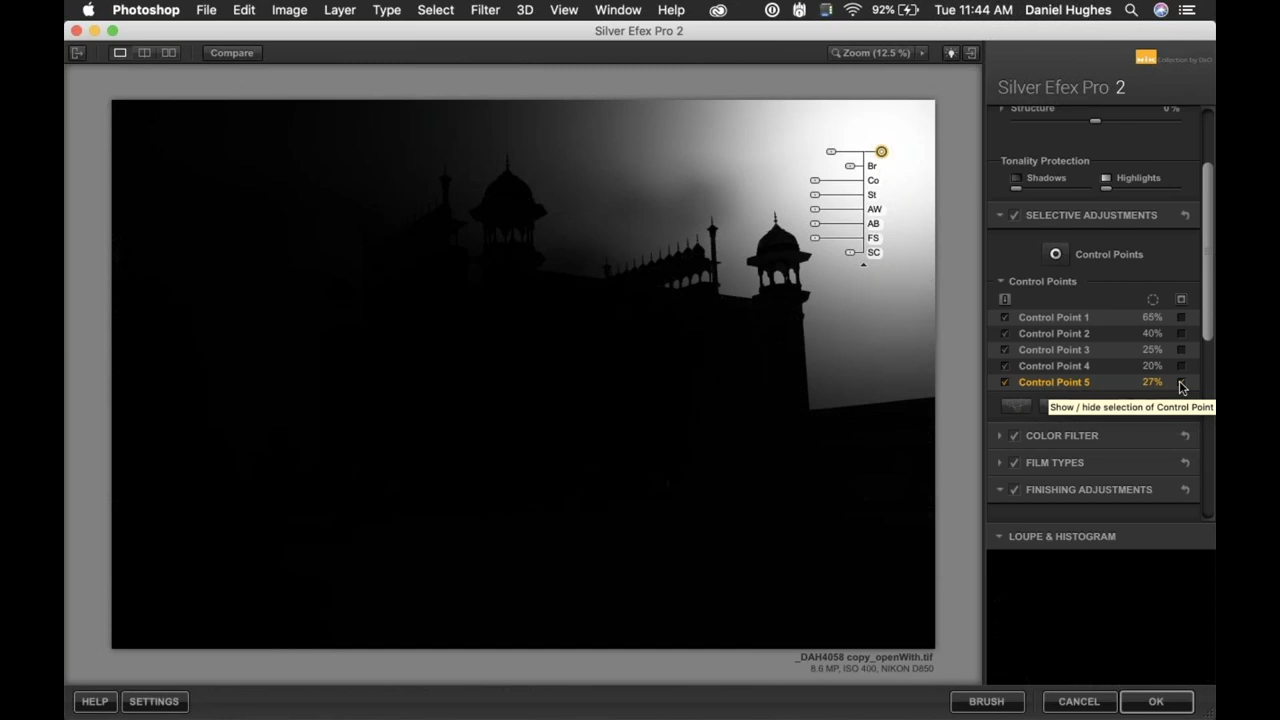 Photoshop File Edit Image Layer Type Select Filter 3D View Window Help 92% Tue 11:44 AM Daniel Hughes
Silver Efex Pro 2
Compare Zoom (12.5 %)
nik Collection by DxO
Silver Efex Pro 2
Structure 0 %
Tonality Protection
Shadows Highlights
SELECTIVE ADJUSTMENTS
Control Points
Control Points
Control Point 1 65%
Control Point 2 40%
Control Point 3 25%
Control Point 4 20%
Control Point 5 27%
Show / hide selection of Control Point
COLOR FILTER
FILM TYPES
FINISHING ADJUSTMENTS
LOUPE & HISTOGRAM
Br
Co
St
AW
AB
FS
SC
_DAH4058 copy_openWith.tif
8.6 MP, ISO 400, NIKON D850
HELP SETTINGS BRUSH CANCEL OK